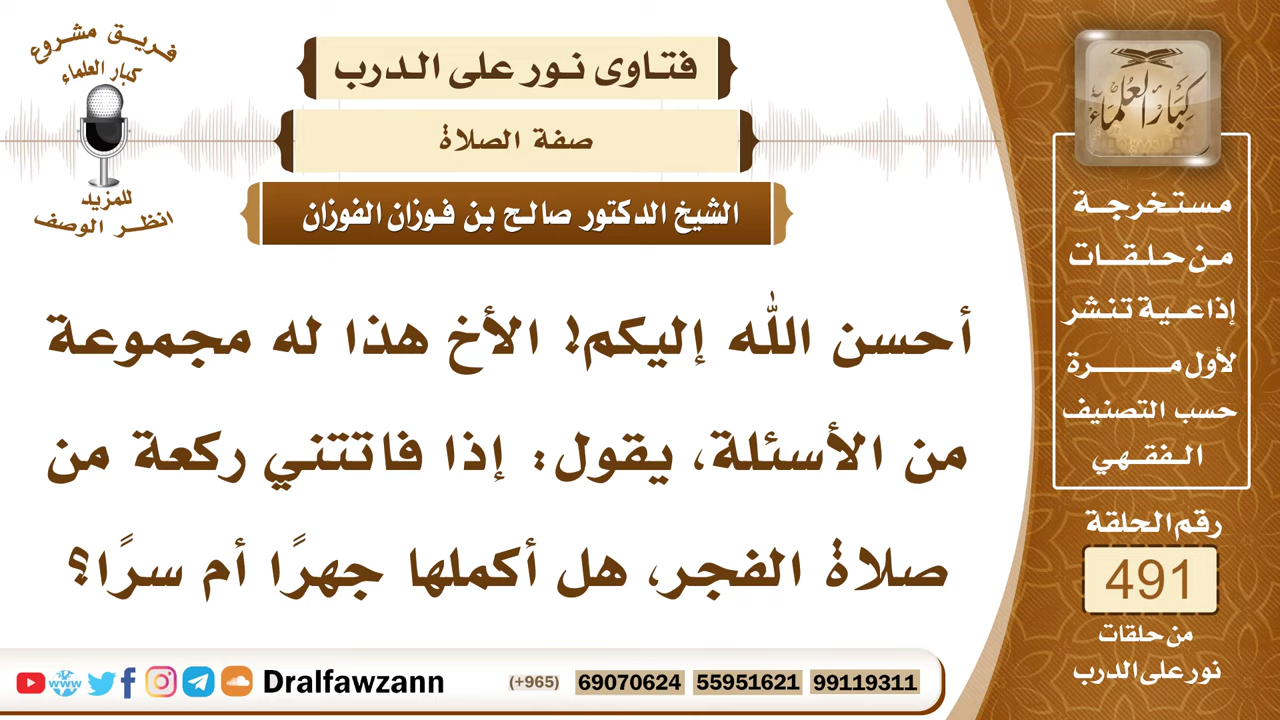 فريق مشروع
كبار العلماء
للمزيد
انظر الوصف
فتاوى نور على الدرب
صفة الصلاة
الشيخ الدكتور صالح بن فوزان الفوزان
أحسن الله إليكم! الأخ هذا له مجموعة
من الأسئلة، يقول: إذا فاتتني ركعة من
صلاة الفجر، هل أكملها جهرًا أم سرًا؟
كبار العلماء
مستخرجة
من حلقات
إذاعية تنشر
لأول مرة
حسب التصنيف
الفقهي
رقم الحلقة
491
من حلقات
نور على الدرب
www
Dralfawzann
(+965) 69070624 55951621 99119311